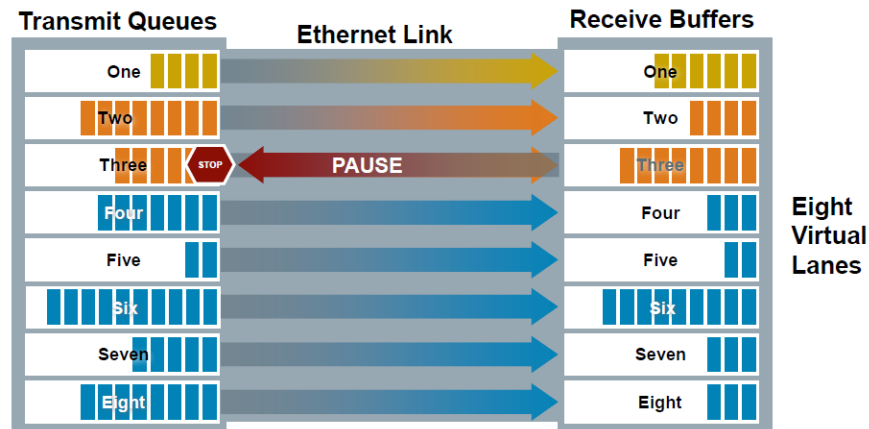 Transmit Queues
Ethernet Link
Receive Buffers
One
One
Two
Two
Three
STOP
PAUSE
Three
Four
Four
Five
Five
Six
Six
Seven
Seven
Eight
Eight
Eight
Virtual
Lanes